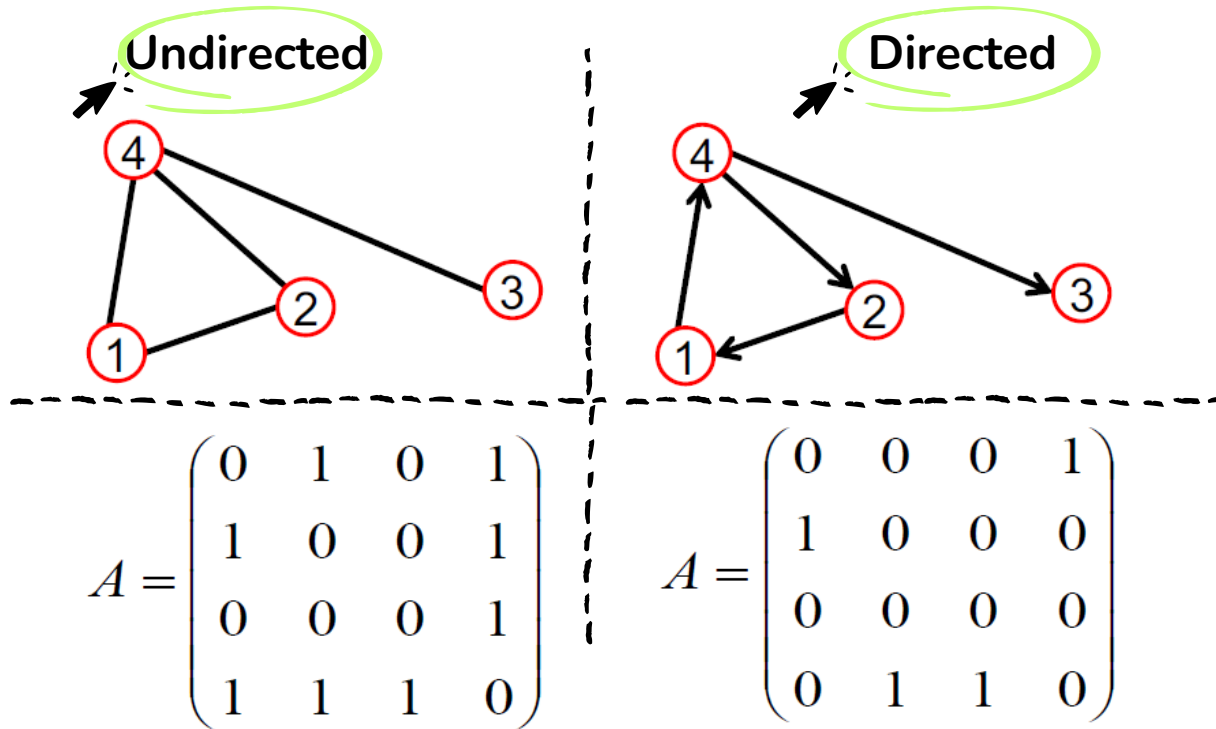 Undirected
4
2
3
1
0 1 0 1
1 0 0 1
A =
0 0 0 1
1 1 1 0
Directed
4
3
2
1
0 0 0 1
1 0 0 0
A =
0 0 0 0
0 1 1 0